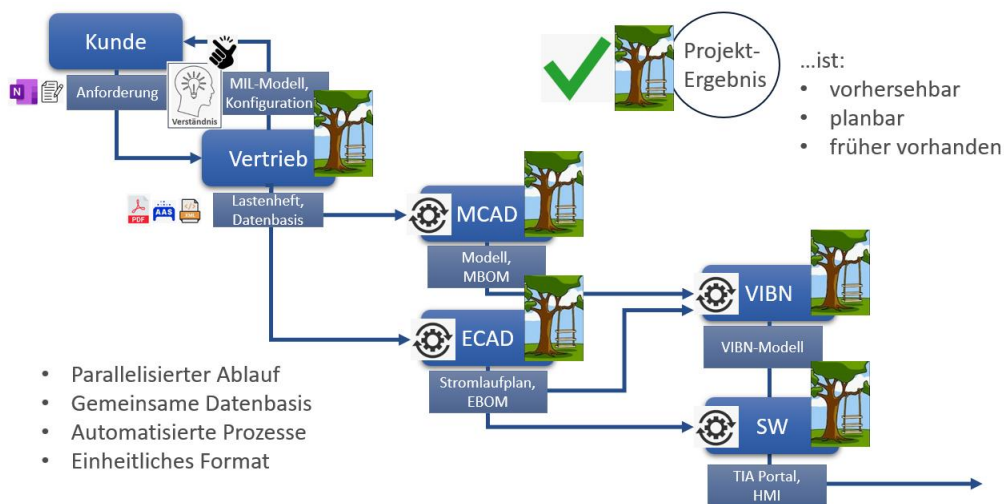 Kunde
N
Anforderung
Verständnis
MIL-Modell,
Konfiguration
Vertrieb
PDF
AAS
XML
Lastenheft,
Datenbasis
MCAD
Modell,
MBOM
ECAD
Stromlaufplan,
EBOM
VIBN
VIBN-Modell
SW
TIA Portal,
HMI
Projekt-
Ergebnis
...ist:
• vorhersehbar
• planbar
• früher vorhanden
• Parallelisierter Ablauf
• Gemeinsame Datenbasis
• Automatisierte Prozesse
• Einheitliches Format